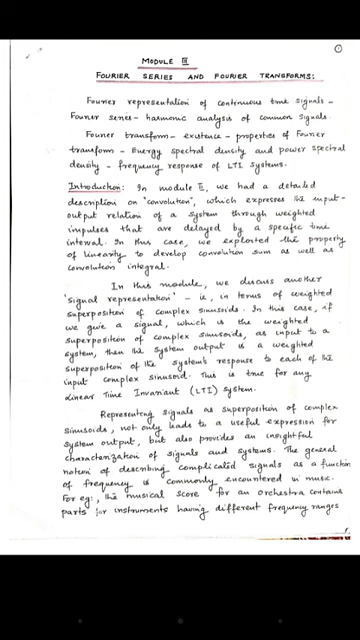 1
MODULE III
FOURIER SERIES AND FOURIER TRANSFORMS:
Fourier representation of continuous time signals -
Fourier series - harmonic analysis of common signals.
Fourier transform - existence - properties of Fourier
transform - Energy spectral density and power spectral
density - frequency response of LTI Systems.
Introduction: In module II, we had a detailed
description on "convolution", which expresses the input-
output relation of a system through weighted
impulses that are delayed by a specific time
interval. In this case, we exploited the property
of linearity to develop convolution sum as well as
convolution integral.
In this module, we discuss another
'signal representation' - ie, in terms of weighted
superposition of complex sinusoids. In this case, if
we give a signal, which is the weighted
superposition of complex sinusoids, as input to a
system, then the system output is a weighted
superposition of the system's response to each of the
input complex sinusoid. This is true for any
Linear Time Invariant (LTI) system.
Representing signals as superposition of complex
sinusoids, not only leads to a useful expression for
system output, but also provides an insightful
characterization of signals and systems. The general
notion of describing complicated signals as a function
of frequency is commonly encountered in music.
For eg:, the musical score for an orchestra contains
parts for instruments having different frequency ranges